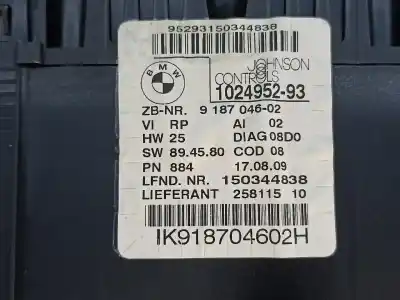 95293150344838
BMW
JOHNSON
CONTROLS
1024952-93
ZB-NR. 9 187 046-02
VI RP AI 02
HW 25 DIAG 08D0
SW 89.45.80 COD 08
PN 884 17.08.09
LFND. NR. 150344838
LIEFERANT 258115 10
IK918704602H